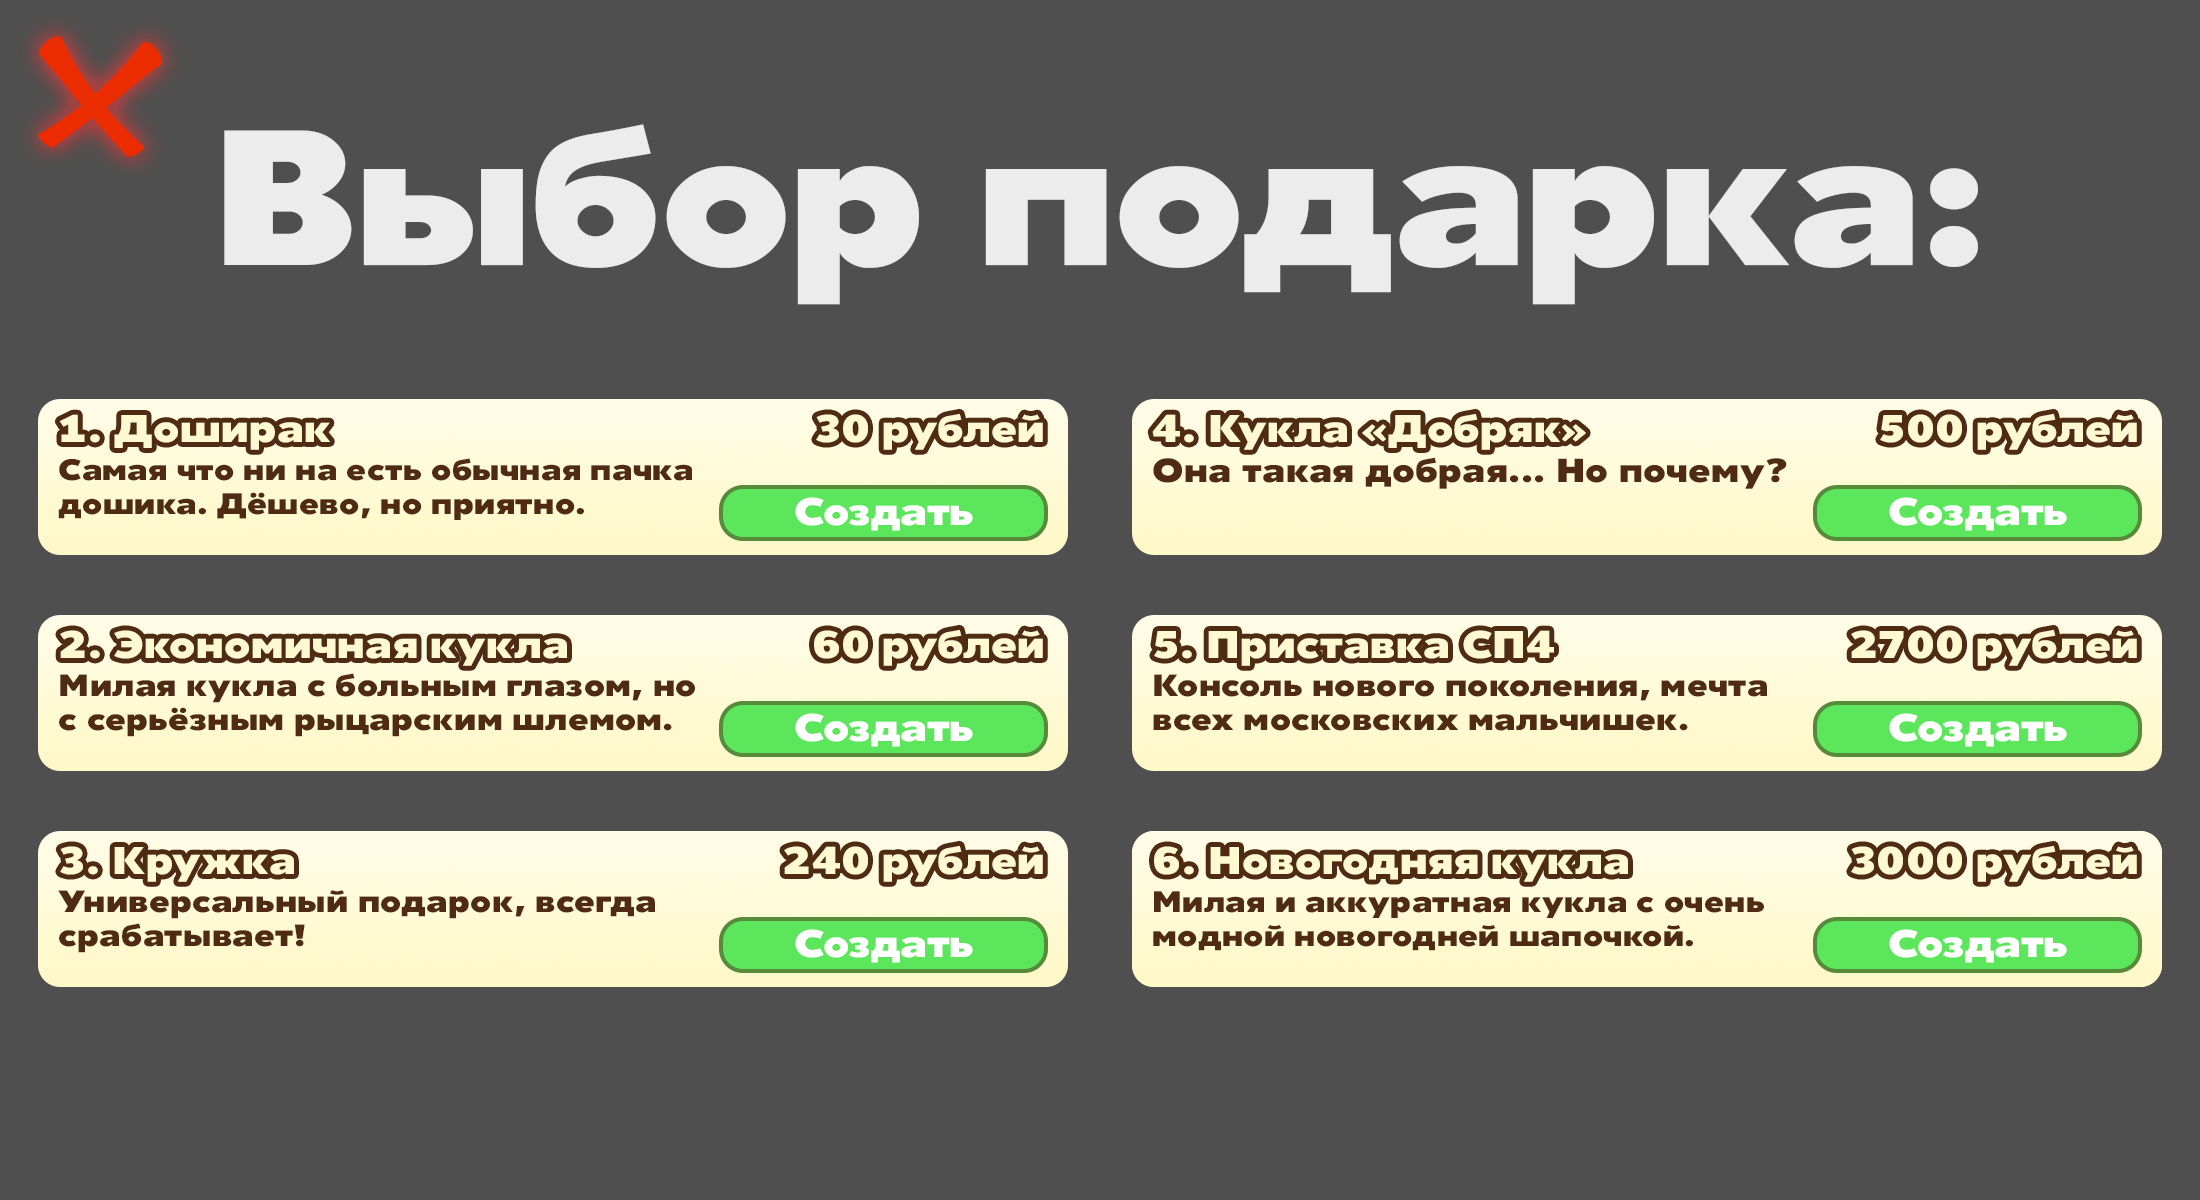 Выбор подарка:
1. Доширак
30 рублей
Самая что ни на есть обычная пачка
дошика. Дёшево, но приятно.
Создать
2. Экономичная кукла
60 рублей
Милая кукла с больным глазом, но
с серьёзным рыцарским шлемом.
Создать
3. Кружка
240 рублей
Универсальный подарок, всегда
срабатывает!
Создать
4. Кукла «Добряк»
500 рублей
Она такая добрая... Но почему?
Создать
5. Приставка СП4
2700 рублей
Консоль нового поколения, мечта
всех московских мальчишек.
Создать
6. Новогодняя кукла
3000 рублей
Милая и аккуратная кукла с очень
модной новогодней шапочкой.
Создать